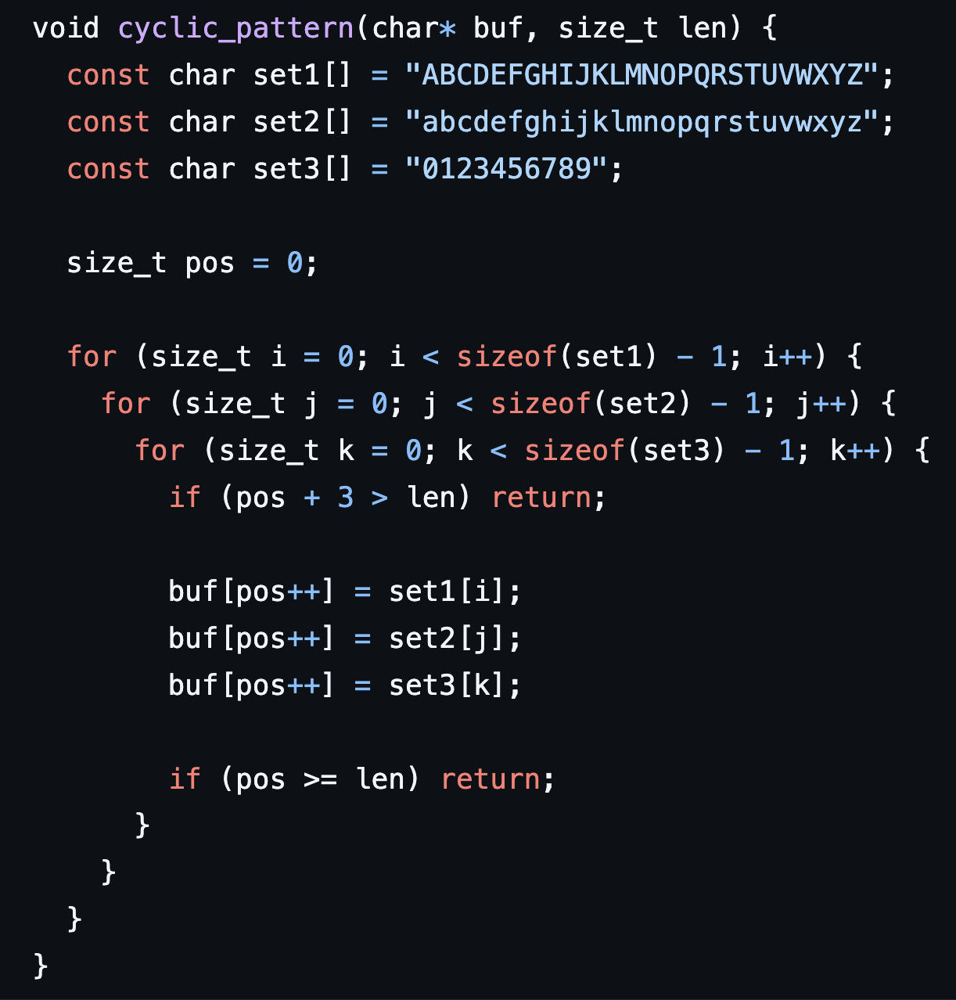 void cyclic_pattern(char* buf, size_t len) {
  const char set1[] = "ABCDEFGHIJKLMNOPQRSTUVWXYZ";
  const char set2[] = "abcdefghijklmnopqrstuvwxyz";
  const char set3[] = "0123456789";

  size_t pos = 0;

  for (size_t i = 0; i < sizeof(set1) - 1; i++) {
    for (size_t j = 0; j < sizeof(set2) - 1; j++) {
      for (size_t k = 0; k < sizeof(set3) - 1; k++) {
        if (pos + 3 > len) return;

        buf[pos++] = set1[i];
        buf[pos++] = set2[j];
        buf[pos++] = set3[k];

        if (pos >= len) return;
      }
    }
  }
}